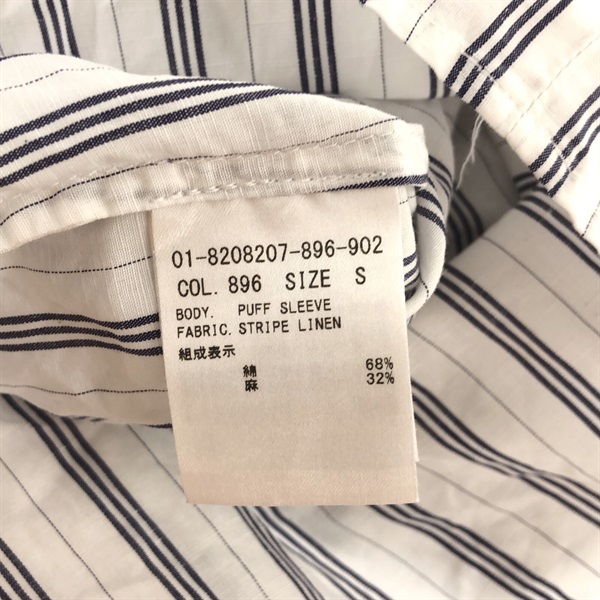 01-8208207-896-902
COL. 896 SIZE S
BODY. PUFF SLEEVE
FABRIC. STRIPE LINEN
組成表示
綿 68%
麻 32%